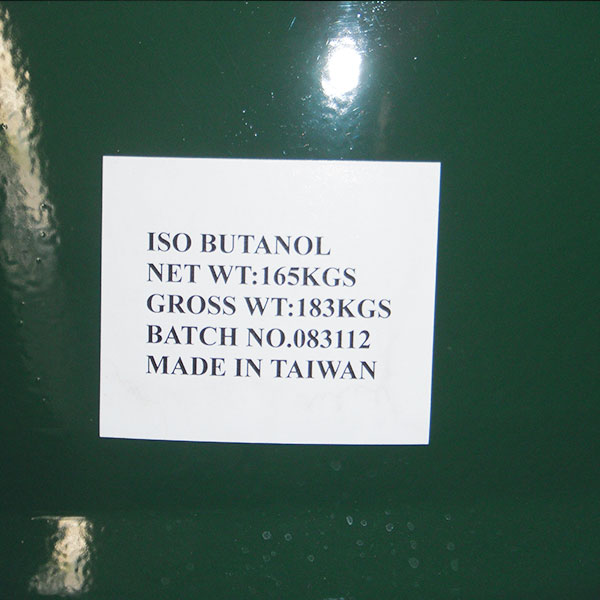 ISO BUTANOL
NET WT:165KGS
GROSS WT:183KGS
BATCH NO.083112
MADE IN TAIWAN